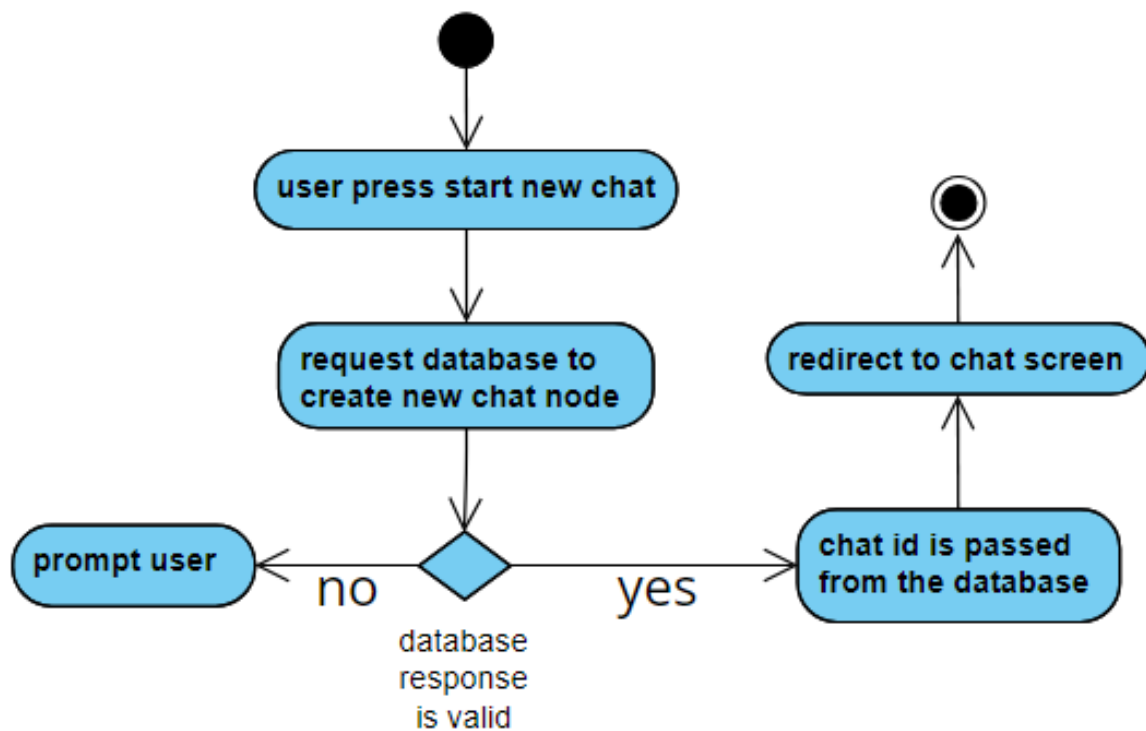 user press start new chat
request database to
create new chat node
redirect to chat screen
prompt user
no
yes
chat id is passed
from the database
database
response
is valid